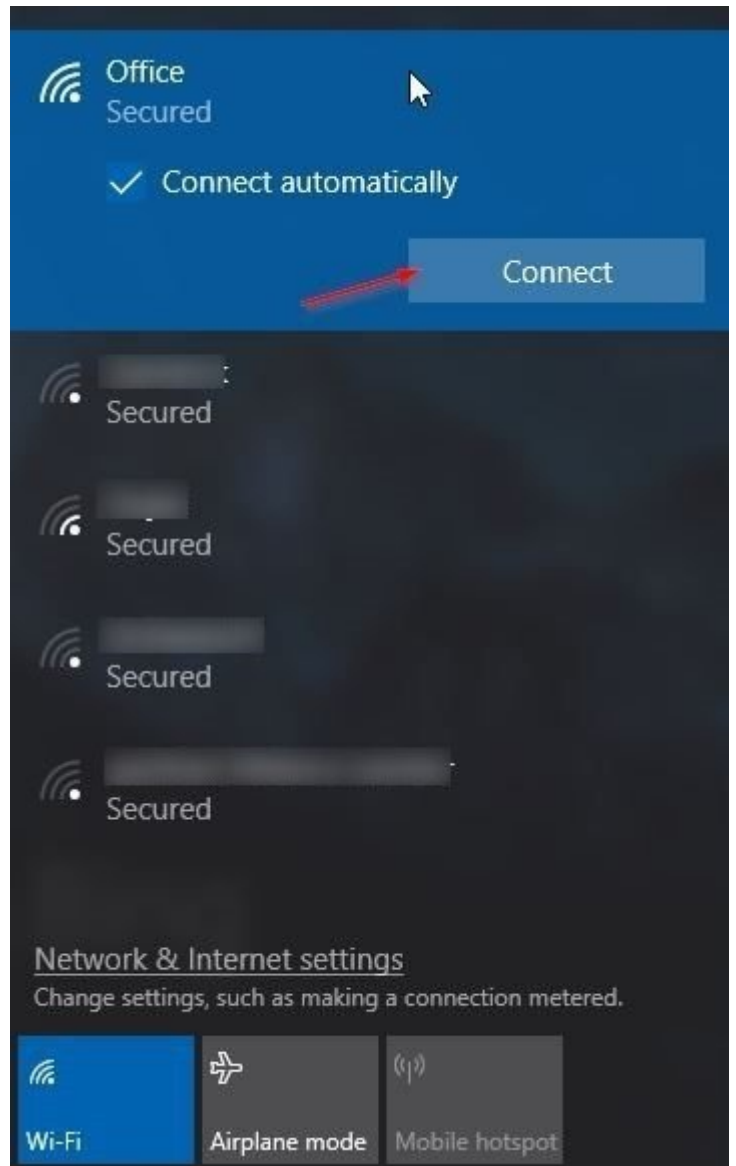 Office
Secured
Connect automatically
Connect
Secured
Secured
Secured
Secured
Network & Internet settings
Change settings, such as making a connection metered.
Wi-Fi
Airplane mode
Mobile hotspot